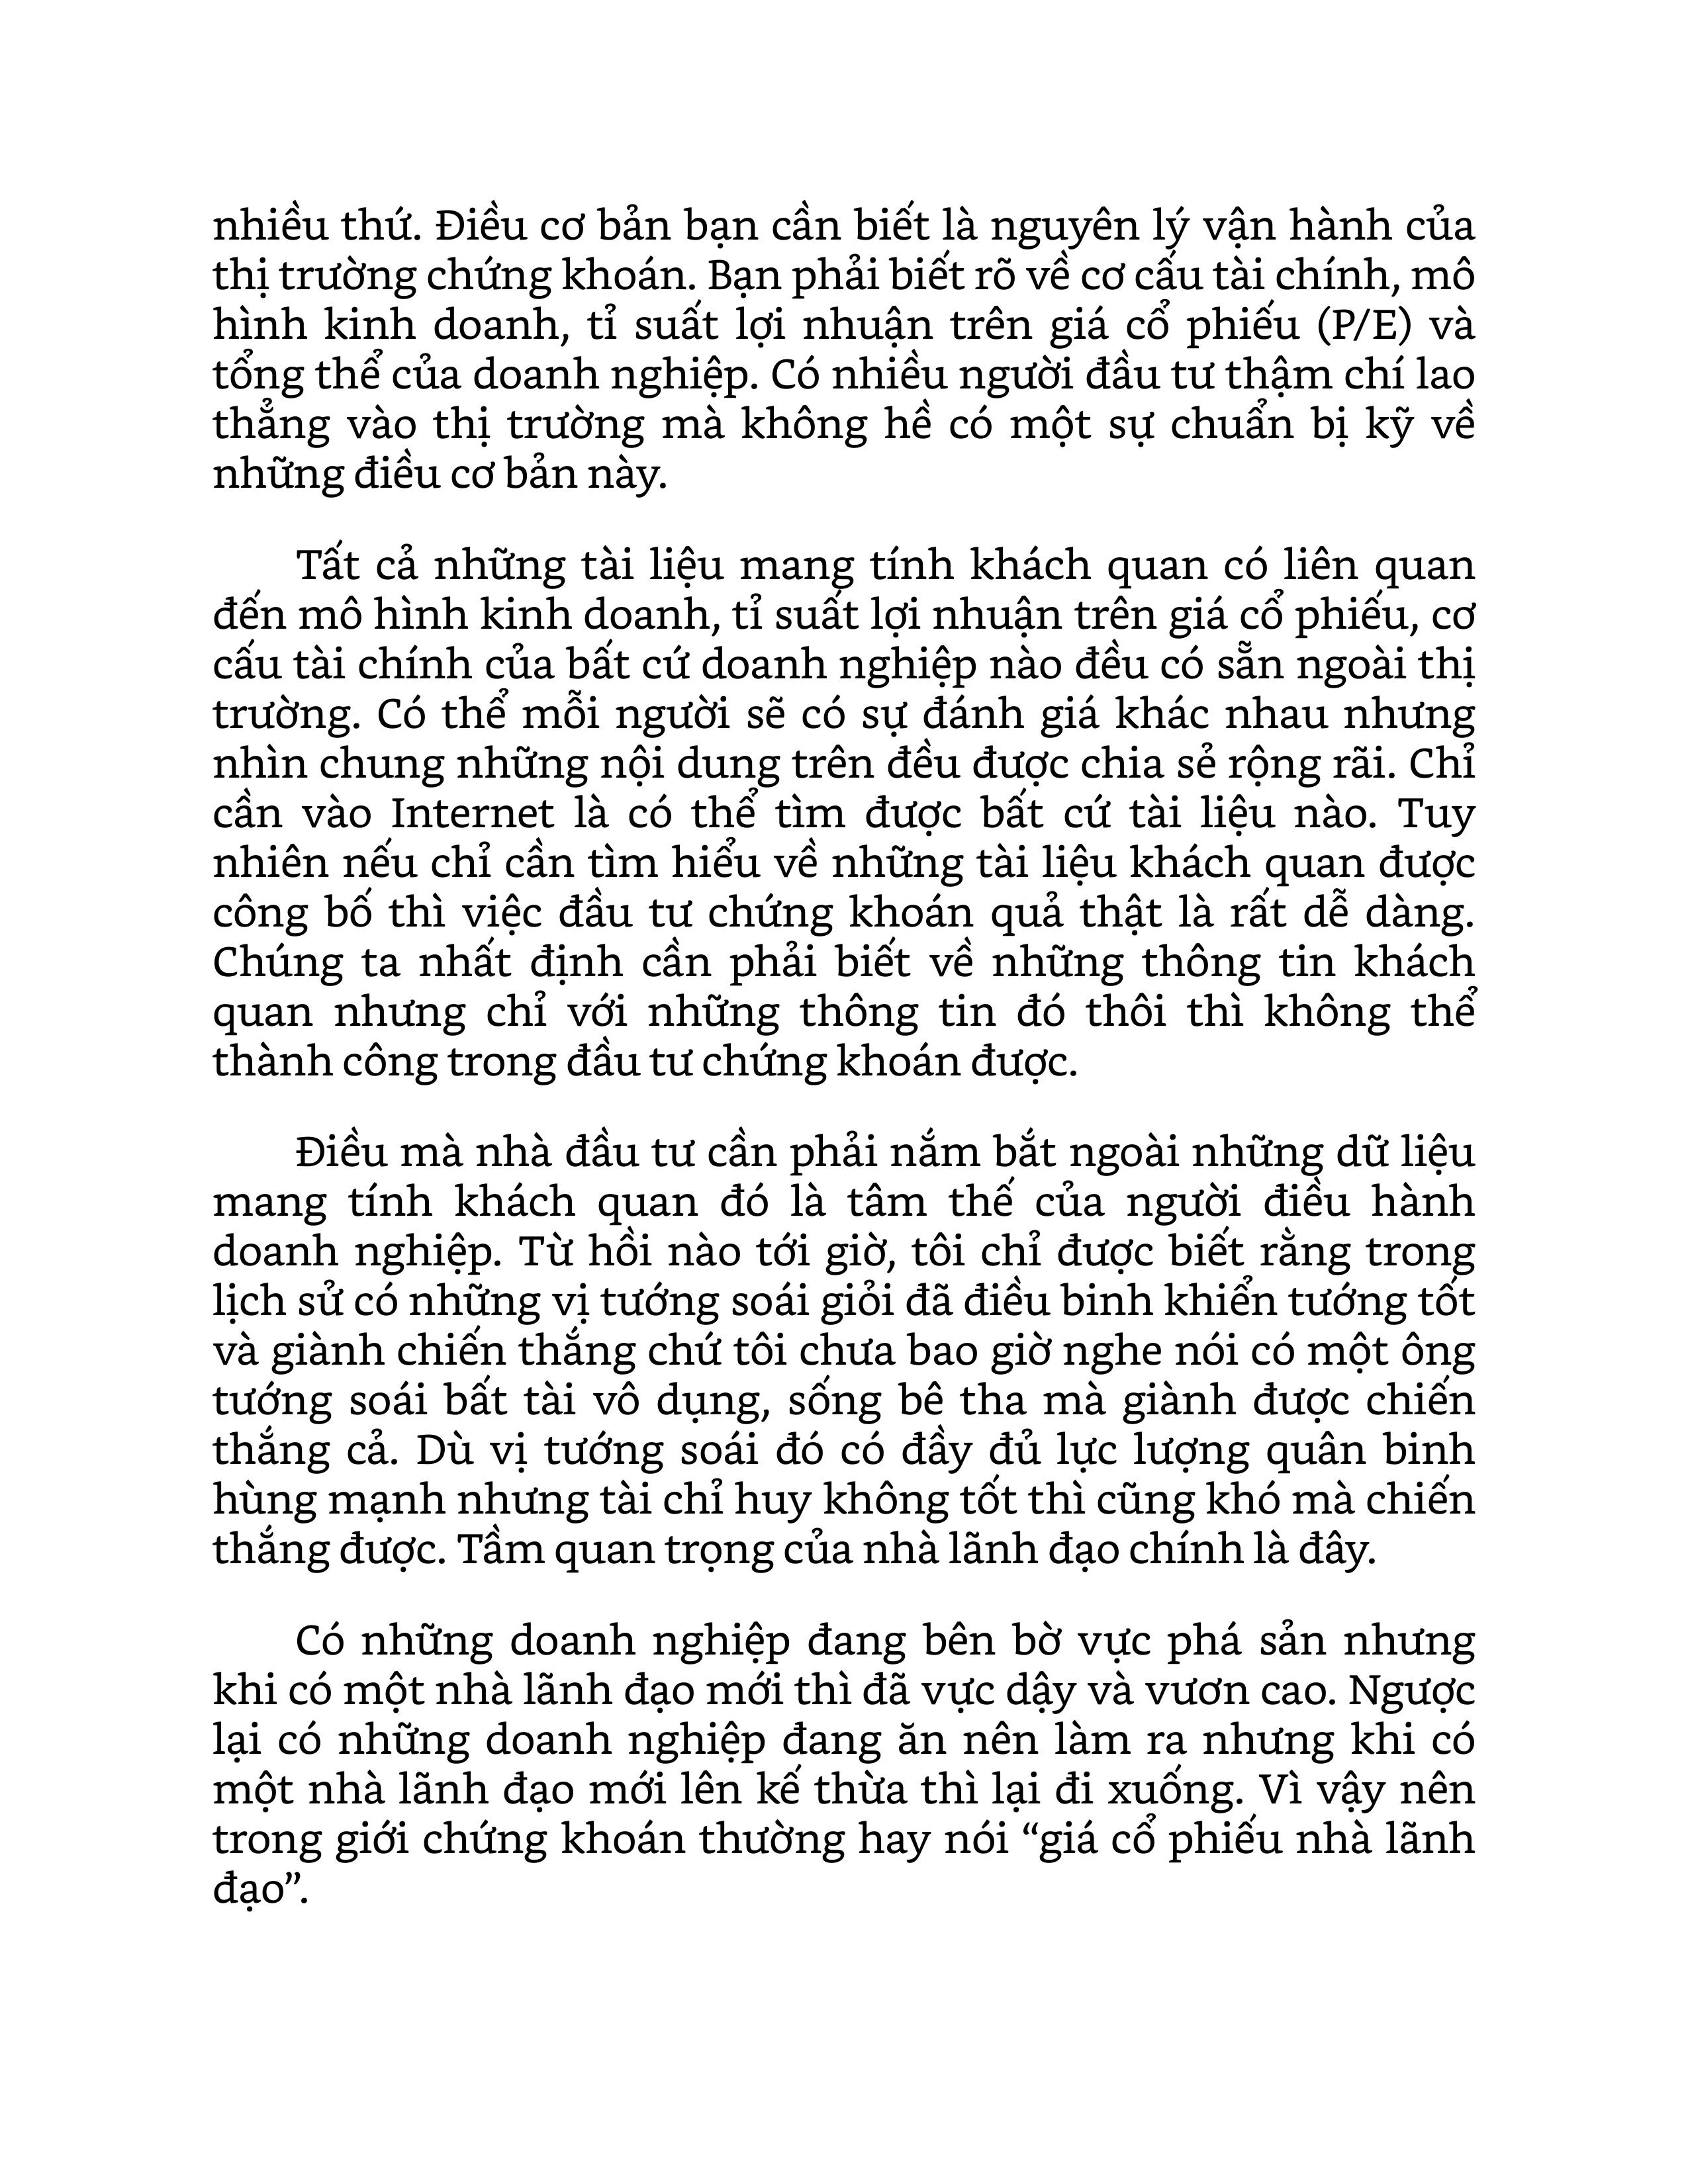 nhiều thứ. Điều cơ bản bạn cần biết là nguyên lý vận hành của
thị trường chứng khoán. Bạn phải biết rõ về cơ cấu tài chính, mô
hình kinh doanh, tỉ suất lợi nhuận trên giá cổ phiếu (P/E) và
tổng thể của doanh nghiệp. Có nhiều người đầu tư thậm chí lao
thẳng vào thị trường mà không hề có một sự chuẩn bị kỹ về
những điều cơ bản này.
Tất cả những tài liệu mang tính khách quan có liên quan
đến mô hình kinh doanh, tỉ suất lợi nhuận trên giá cổ phiếu, cơ
cấu tài chính của bất cứ doanh nghiệp nào đều có sẵn ngoài thị
trường. Có thể mỗi người sẽ có sự đánh giá khác nhau nhưng
nhìn chung những nội dung trên đều được chia sẻ rộng rãi. Chỉ
cần vào Internet là có thể tìm được bất cứ tài liệu nào. Tuy
nhiên nếu chỉ cần tìm hiểu về những tài liệu khách quan được
công bố thì việc đầu tư chứng khoán quả thật là rất dễ dàng.
Chúng ta nhất định cần phải biết về những thông tin khách
quan nhưng chỉ với những thông tin đó thôi thì không thể
thành công trong đầu tư chứng khoán được.
Điều mà nhà đầu tư cần phải nắm bắt ngoài những dữ liệu
mang tính khách quan đó là tâm thế của người điều hành
doanh nghiệp. Từ hồi nào tới giờ, tôi chỉ được biết rằng trong
lịch sử có những vị tướng soái giỏi đã điều binh khiển tướng tốt
và giành chiến thắng chứ tôi chưa bao giờ nghe nói có một ông
tướng soái bất tài vô dụng, sống bê tha mà giành được chiến
thắng cả. Dù vị tướng soái đó có đầy đủ lực lượng quân binh
hùng mạnh nhưng tài chỉ huy không tốt thì cũng khó mà chiến
thắng được. Tầm quan trọng của nhà lãnh đạo chính là đây.
Có những doanh nghiệp đang bên bờ vực phá sản nhưng
khi có một nhà lãnh đạo mới thì đã vực dậy và vươn cao. Ngược
lại có những doanh nghiệp đang ăn nên làm ra nhưng khi có
một nhà lãnh đạo mới lên kế thừa thì lại đi xuống. Vì vậy nên
trong giới chứng khoán thường hay nói “giá cổ phiếu nhà lãnh
đạo”.